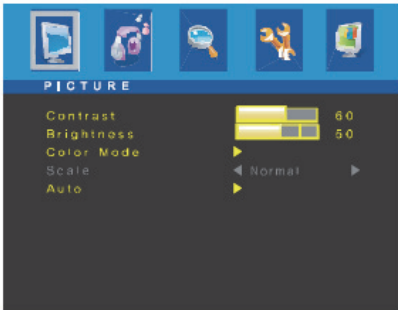 PICTURE
Contrast 60
Brightness 50
Color Mode
Scale Normal
Auto